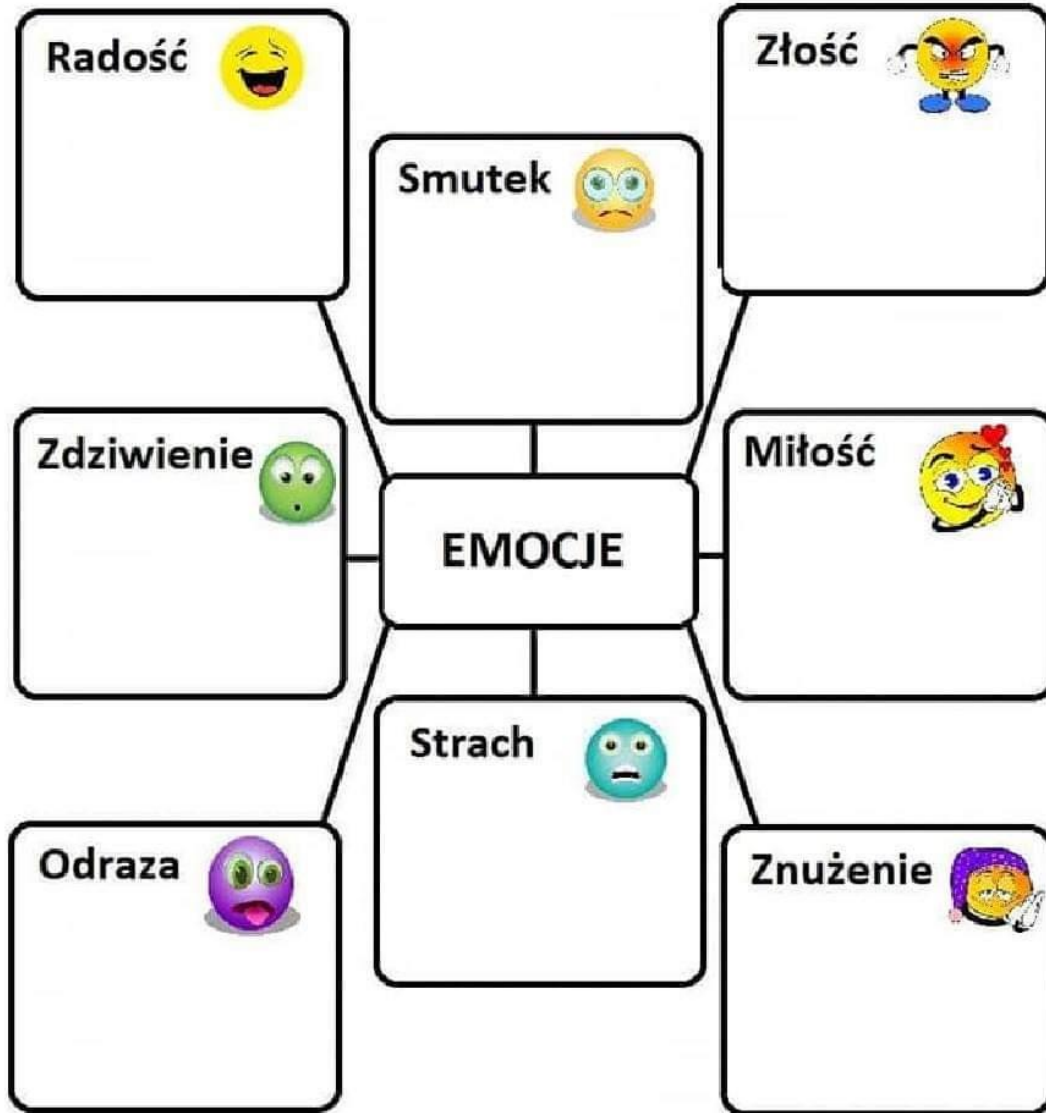 Radość
Złość
Smutek
Zdziwienie
Miłość
EMOCJE
Strach
Odraza
Znużenie